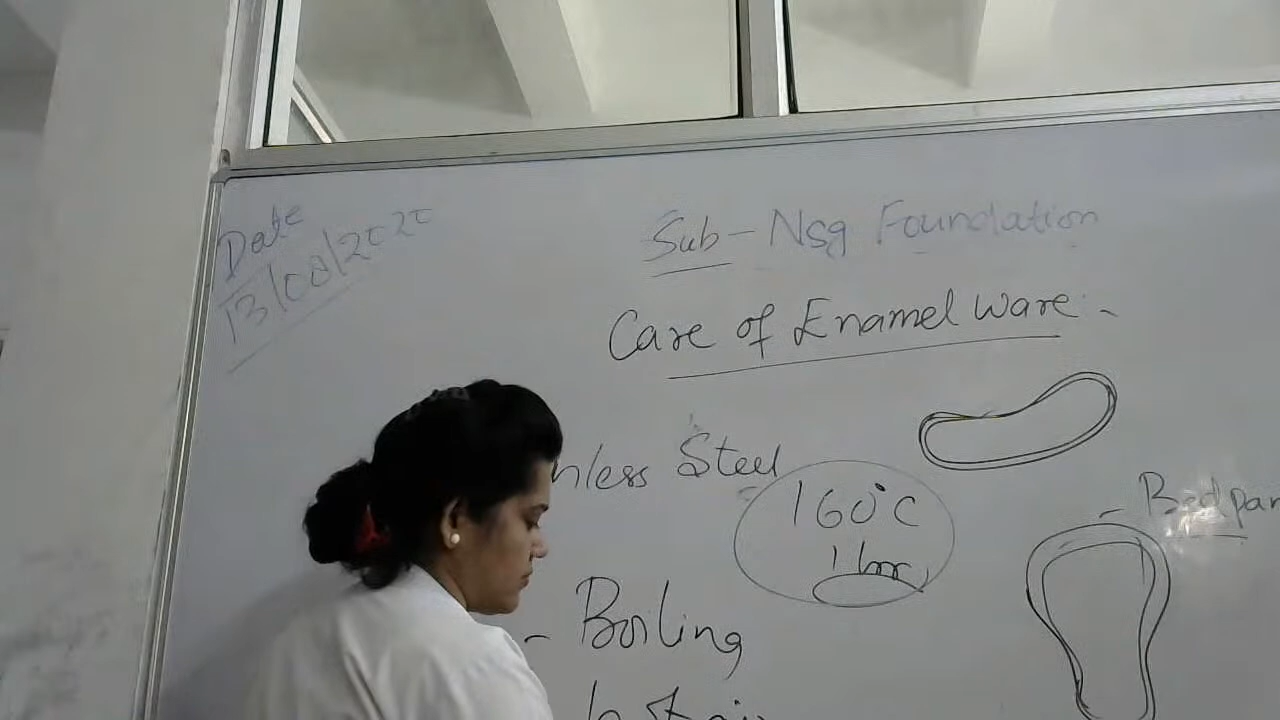 Date
13/08/2020
Sub - Nsg Foundation
Care of Enamel Ware :-
nless Steel
160°C
1 hr
- Bedpan
- Boiling